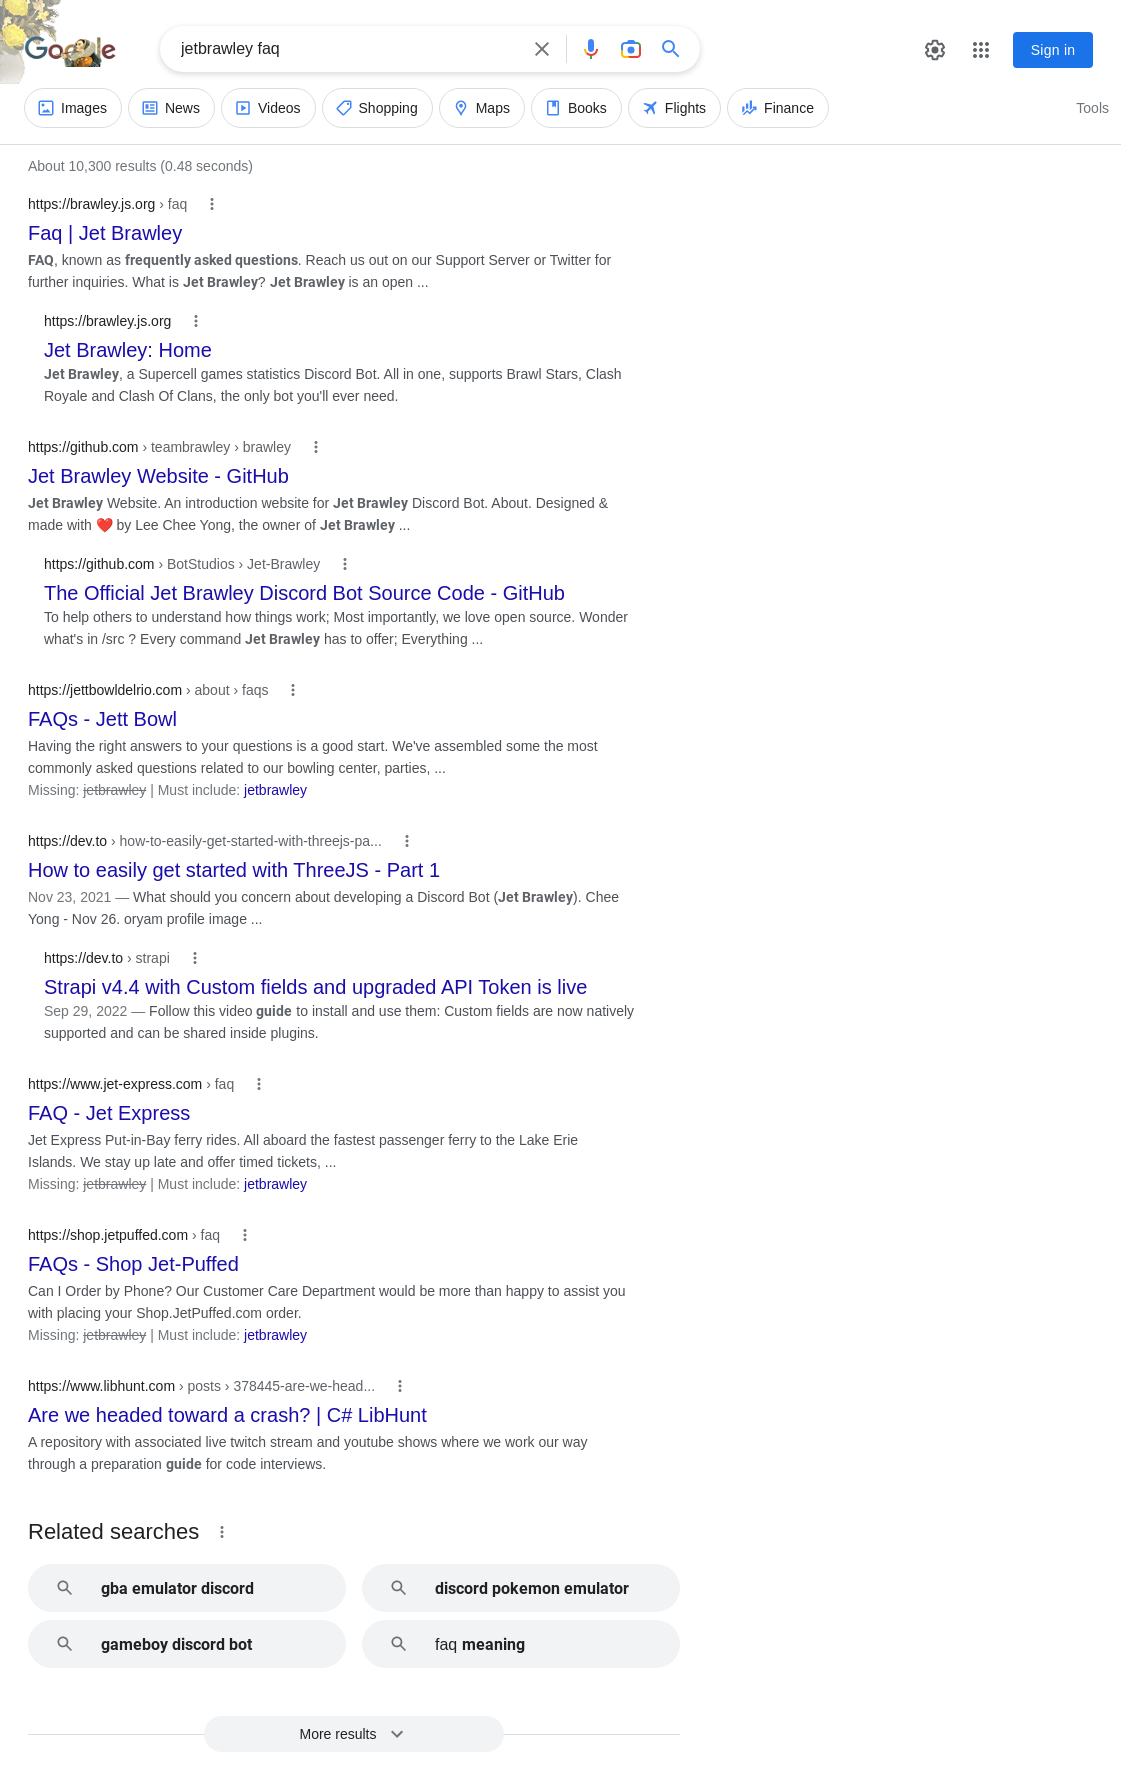 Google
jetbrawley faq
Sign in
Images
News
Videos
Shopping
Maps
Books
Flights
Finance
Tools
About 10,300 results (0.48 seconds)
https://brawley.js.org › faq
Faq | Jet Brawley
FAQ, known as frequently asked questions. Reach us out on our Support Server or Twitter for
further inquiries. What is Jet Brawley? Jet Brawley is an open ...
https://brawley.js.org
Jet Brawley: Home
Jet Brawley, a Supercell games statistics Discord Bot. All in one, supports Brawl Stars, Clash
Royale and Clash Of Clans, the only bot you'll ever need.
https://github.com › teambrawley › brawley
Jet Brawley Website - GitHub
Jet Brawley Website. An introduction website for Jet Brawley Discord Bot. About. Designed &
made with ❤️ by Lee Chee Yong, the owner of Jet Brawley ...
https://github.com › BotStudios › Jet-Brawley
The Official Jet Brawley Discord Bot Source Code - GitHub
To help others to understand how things work; Most importantly, we love open source. Wonder
what's in /src ? Every command Jet Brawley has to offer; Everything ...
https://jettbowldelrio.com › about › faqs
FAQs - Jett Bowl
Having the right answers to your questions is a good start. We've assembled some the most
commonly asked questions related to our bowling center, parties, ...
Missing: jetbrawley | Must include: jetbrawley
https://dev.to › how-to-easily-get-started-with-threejs-pa...
How to easily get started with ThreeJS - Part 1
Nov 23, 2021 — What should you concern about developing a Discord Bot (Jet Brawley). Chee
Yong - Nov 26. oryam profile image ...
https://dev.to › strapi
Strapi v4.4 with Custom fields and upgraded API Token is live
Sep 29, 2022 — Follow this video guide to install and use them: Custom fields are now natively
supported and can be shared inside plugins.
https://www.jet-express.com › faq
FAQ - Jet Express
Jet Express Put-in-Bay ferry rides. All aboard the fastest passenger ferry to the Lake Erie
Islands. We stay up late and offer timed tickets, ...
Missing: jetbrawley | Must include: jetbrawley
https://shop.jetpuffed.com › faq
FAQs - Shop Jet-Puffed
Can I Order by Phone? Our Customer Care Department would be more than happy to assist you
with placing your Shop.JetPuffed.com order.
Missing: jetbrawley | Must include: jetbrawley
https://www.libhunt.com › posts › 378445-are-we-head...
Are we headed toward a crash? | C# LibHunt
A repository with associated live twitch stream and youtube shows where we work our way
through a preparation guide for code interviews.
Related searches
gba emulator discord
discord pokemon emulator
gameboy discord bot
faq meaning
More results